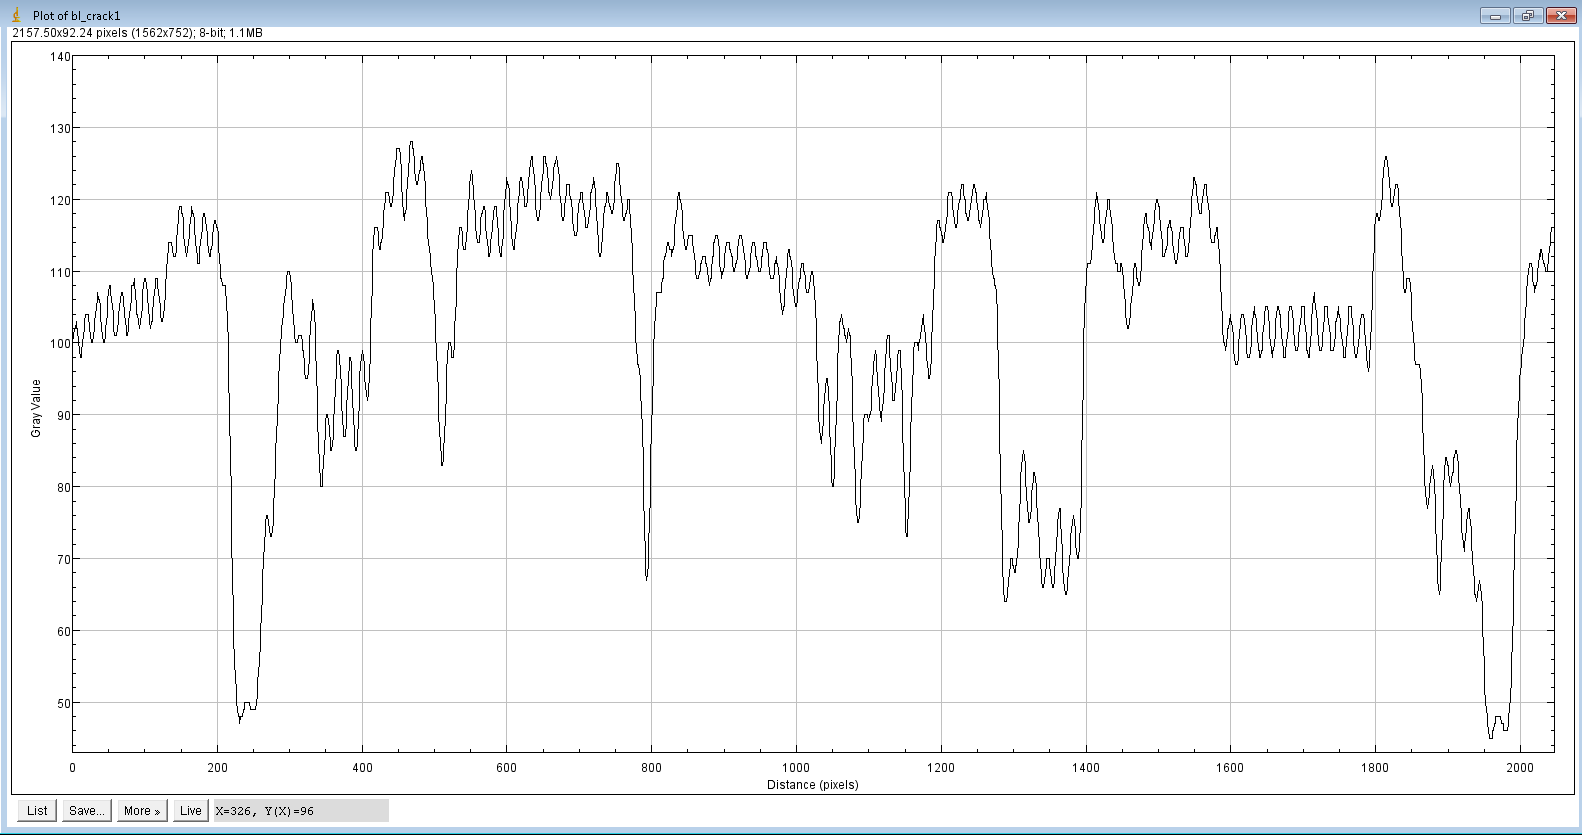 Plot of bl_crack1
2157.50x92.24 pixels (1562x752); 8-bit; 1.1MB
140
130
120
110
100
90
80
70
60
50
Gray Value
0 200 400 600 800 1000 1200 1400 1600 1800 2000
Distance (pixels)
List Save... More » Live X=326, Y(X)=96